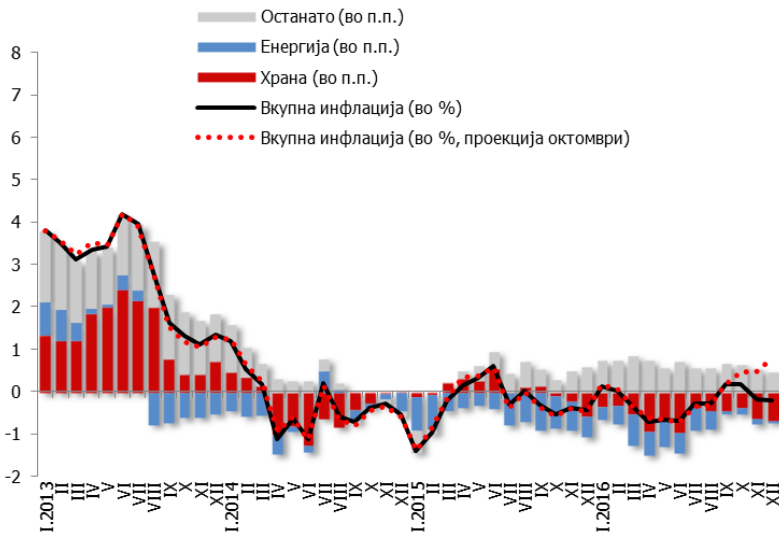 Останато (во п.п.)
Енергија (во п.п.)
Храна (во п.п.)
Вкупна инфлација (во %)
Вкупна инфлација (во %, проекција октомври)
8
7
6
5
4
3
2
1
0
-1
-2
I.2013
II
III
IV
V
VI
VII
VIII
IX
X
XI
XII
I.2014
II
III
IV
V
VI
VII
VIII
IX
X
XI
XII
I.2015
II
III
IV
V
VI
VII
VIII
IX
X
XI
XII
I.2016
II
III
IV
V
VI
VII
VIII
IX
X
XI
XII